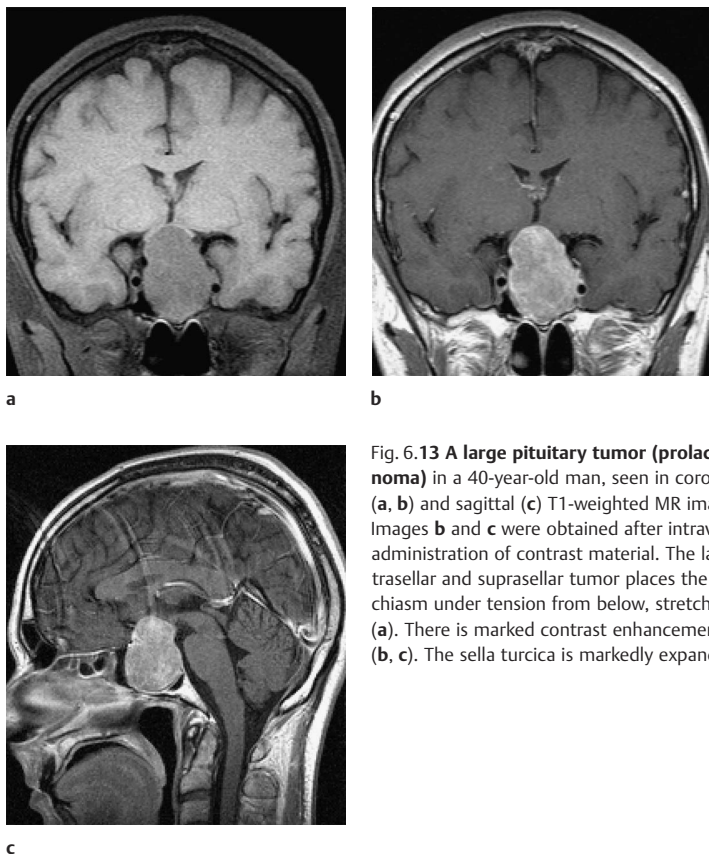 a
b
Fig. 6.13 A large pituitary tumor (prolac
noma) in a 40-year-old man, seen in coro
(a, b) and sagittal (c) T1-weighted MR ima
Images b and c were obtained after intrav
administration of contrast material. The la
trasellar and suprasellar tumor places the
chiasm under tension from below, stretch
(a). There is marked contrast enhancemen
(b, c). The sella turcica is markedly expan
c